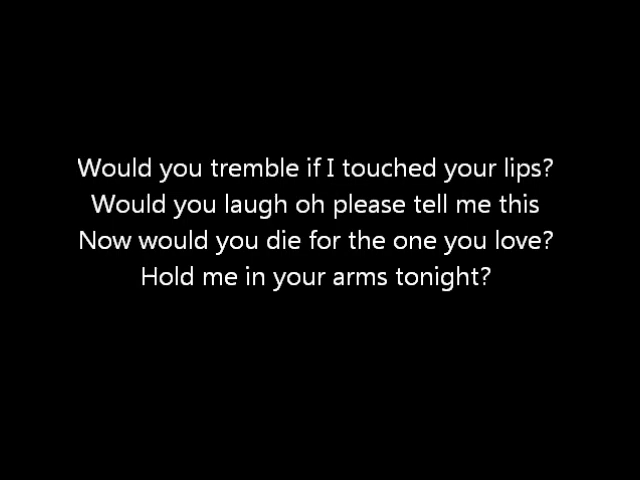 Would you tremble if I touched your lips?
Would you laugh oh please tell me this
Now would you die for the one you love?
Hold me in your arms tonight?